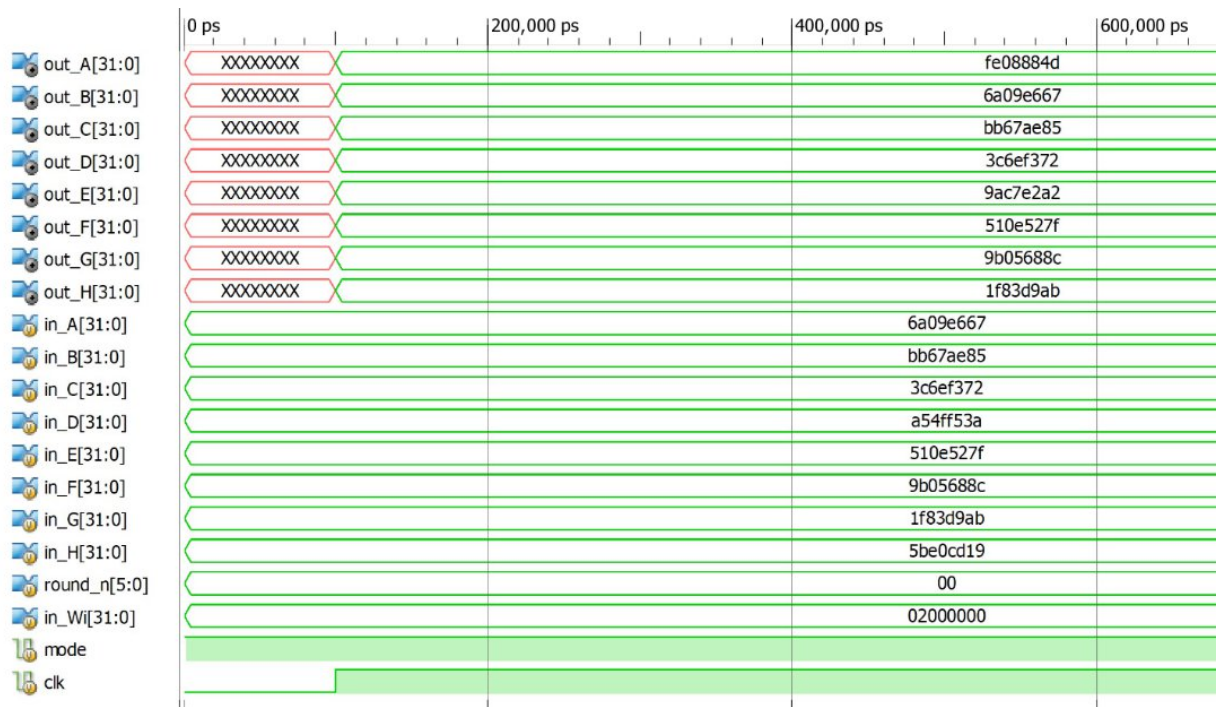 0 ps 200,000 ps 400,000 ps 600,000 ps
out_A[31:0] XXXXXXXX fe08884d
out_B[31:0] XXXXXXXX 6a09e667
out_C[31:0] XXXXXXXX bb67ae85
out_D[31:0] XXXXXXXX 3c6ef372
out_E[31:0] XXXXXXXX 9ac7e2a2
out_F[31:0] XXXXXXXX 510e527f
out_G[31:0] XXXXXXXX 9b05688c
out_H[31:0] XXXXXXXX 1f83d9ab
in_A[31:0] 6a09e667
in_B[31:0] bb67ae85
in_C[31:0] 3c6ef372
in_D[31:0] a54ff53a
in_E[31:0] 510e527f
in_F[31:0] 9b05688c
in_G[31:0] 1f83d9ab
in_H[31:0] 5be0cd19
round_n[5:0] 00
in_Wi[31:0] 02000000
mode
clk